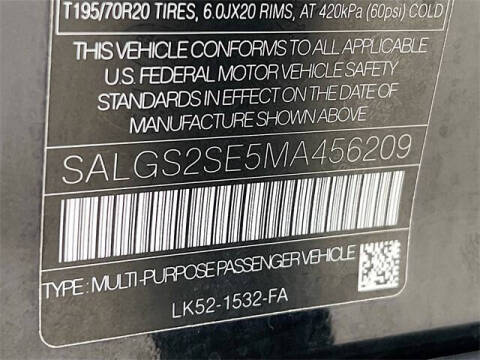 T195/70R20 TIRES, 6.0JX20 RIMS, AT 420kPa (60psi) COLD
THIS VEHICLE CONFORMS TO ALL APPLICABLE
U.S. FEDERAL MOTOR VEHICLE SAFETY
STANDARDS IN EFFECT ON THE DATE OF
MANUFACTURE SHOWN ABOVE
SALGS2SE5MA456209
TYPE : MULTI-PURPOSE PASSENGER VEHICLE
LK52-1532-FA